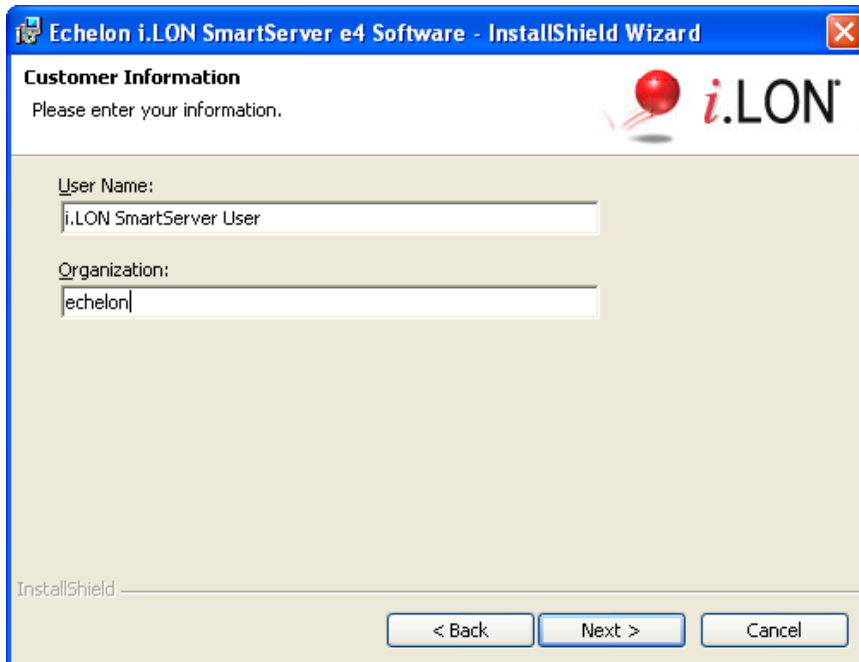 Echelon i.LON SmartServer e4 Software - InstallShield Wizard
Customer Information
Please enter your information.
i.LON
User Name:
i.LON SmartServer User
Organization:
echelon
InstallShield
< Back Next > Cancel